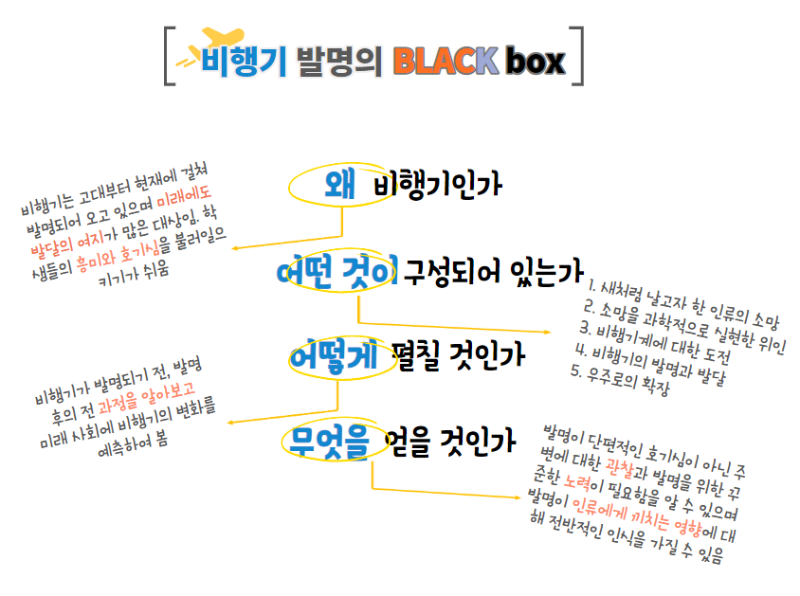 비행기 발명의 BLACK box
왜 비행기인가
비행기는 고대부터 현재에 걸쳐
발명되어 오고 있으며 미래에도
발달의 여지가 많은 대상임. 학
생들의 흥미와 호기심을 불러일으
키기가 쉬움
어떤 것이 구성되어 있는가
1. 새처럼 날고자 한 인류의 소망
2. 소망을 과학적으로 실현한 위인
3. 비행기계에 대한 도전
4. 비행기의 발명과 발달
5. 우주로의 확장
어떻게 펼칠 것인가
비행기가 발명되기 전, 발명
후의 전 과정을 알아보고
미래 사회에 비행기의 변화를
예측하여 봄
무엇을 얻을 것인가
발명이 단편적인 호기심이 아닌 주
변에 대한 관찰과 발명을 위한 꾸
준한 노력이 필요함을 알 수 있으며
발명이 인류에게 끼치는 영향에 대
해 전반적인 인식을 가질 수 있음